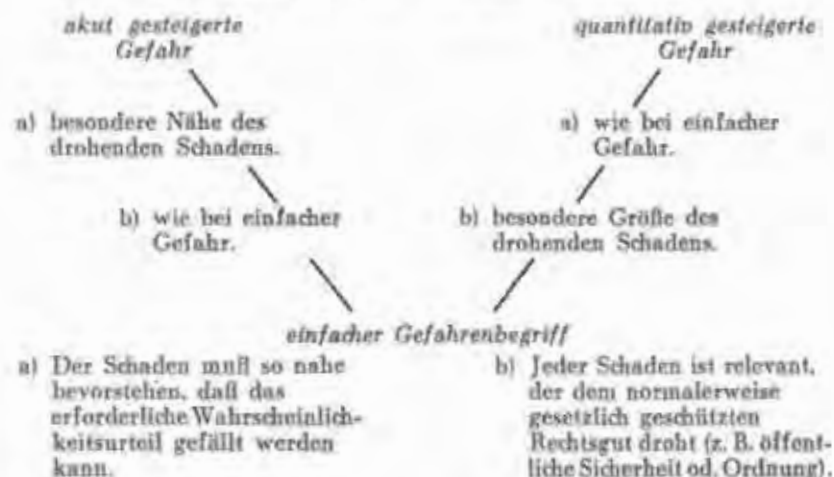 akut gesteigerte
Gefahr
a) besondere Nähe des
drohenden Schadens.
b) wie bei einfacher
Gefahr.
quantitativ gesteigerte
Gefahr
a) wie bei einfacher
Gefahr.
b) besondere Größe des
drohenden Schadens.
einfacher Gefahrenbegriff
a) Der Schaden muß so nahe
bevorstehen, daß das
erforderliche Wahrscheinlich-
keitsurteil gefällt werden
kann.
b) Jeder Schaden ist relevant,
der dem normalerweise
gesetzlich geschützten
Rechtsgut droht (z. B. öffent-
liche Sicherheit od. Ordnung).